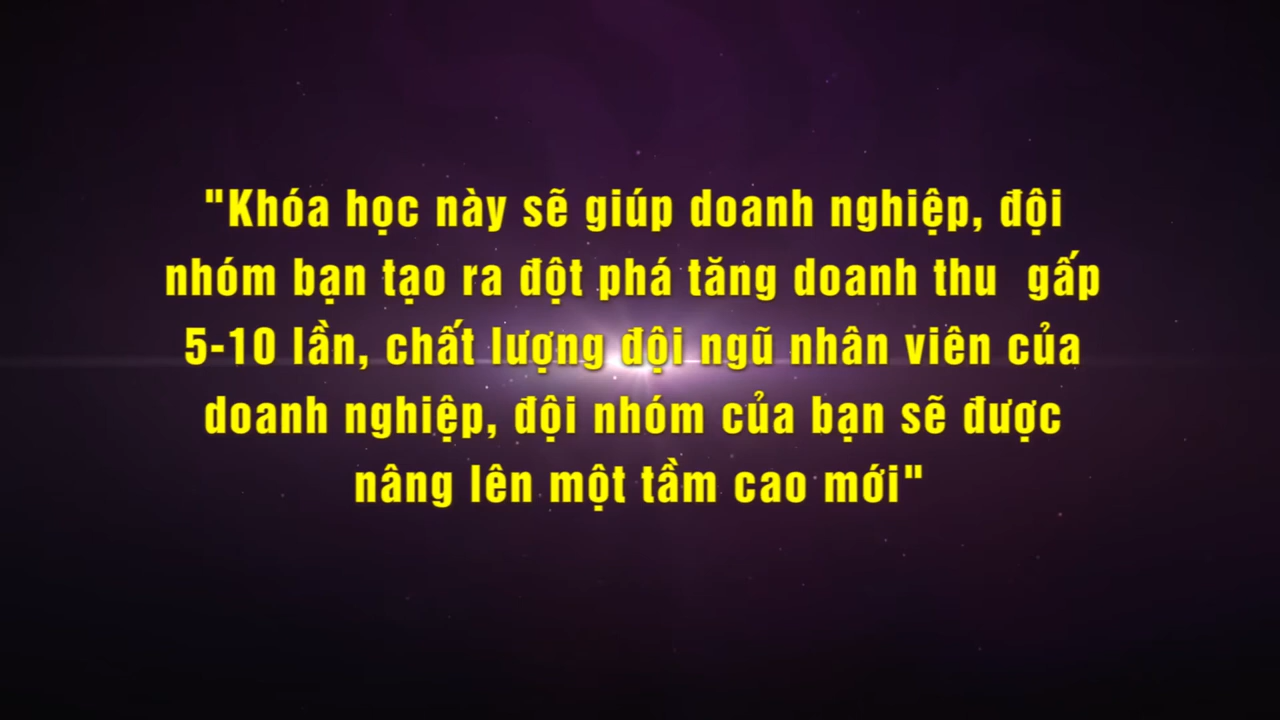 "Khóa học này sẽ giúp doanh nghiệp, đội
nhóm bạn tạo ra đột phá tăng doanh thu  gấp
5-10 lần, chất lượng đội ngũ nhân viên của
doanh nghiệp, đội nhóm của bạn sẽ được
nâng lên một tầm cao mới"